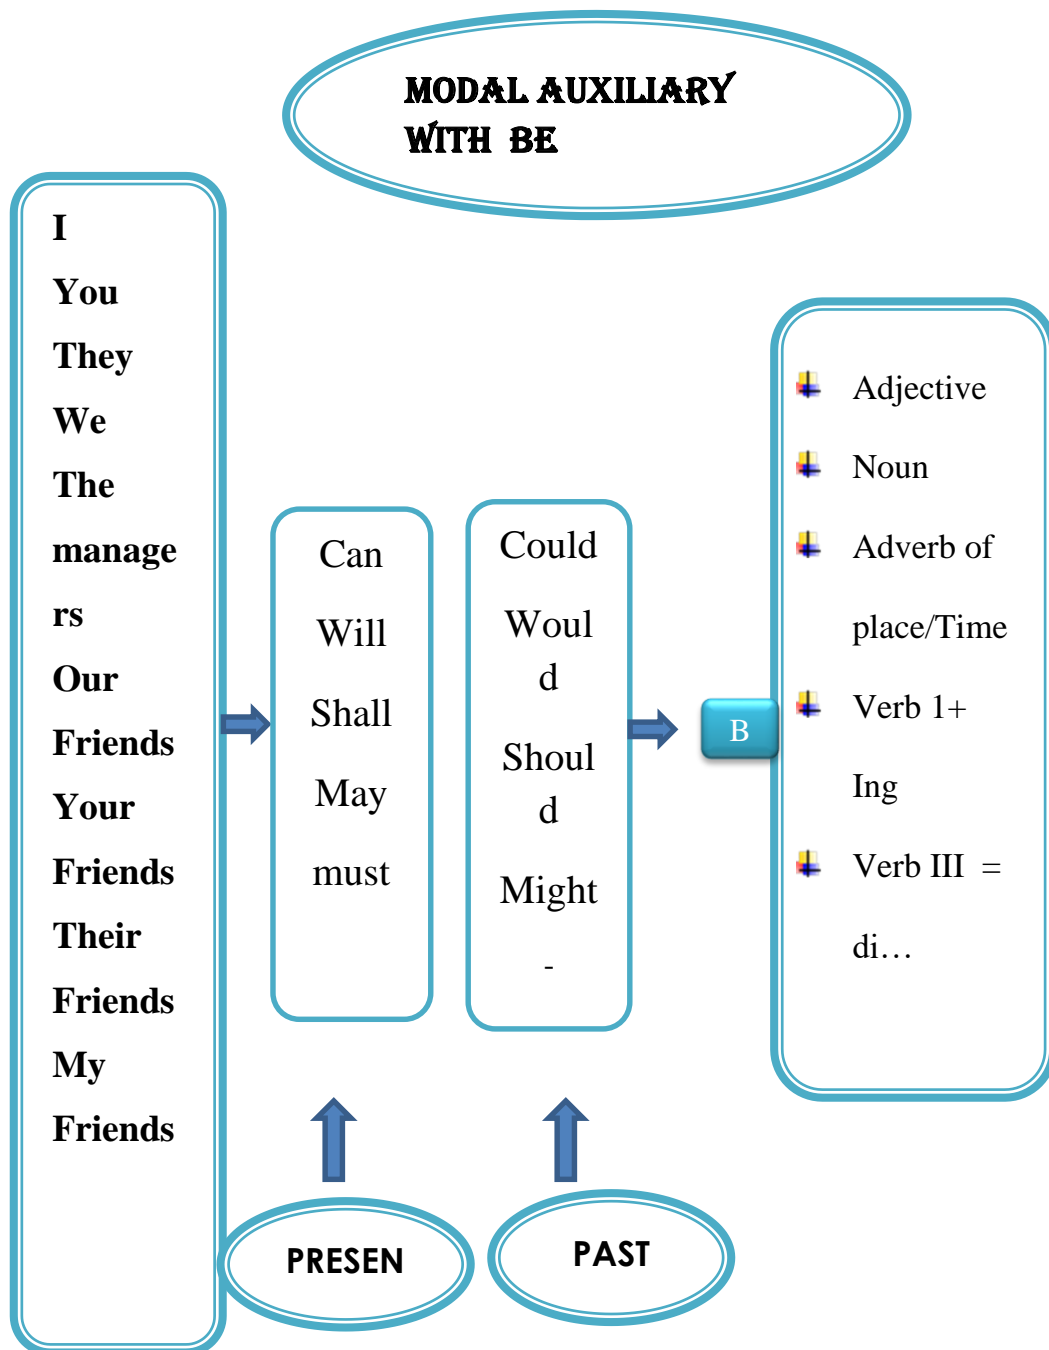 MODAL AUXILIARY
WITH BE
I
You
They
We
The
manage
rs
Our
Friends
Your
Friends
Their
Friends
My
Friends
Can
Will
Shall
May
must
Could
Woul
d
Shoul
d
Might
-
B
Adjective
Noun
Adverb of
place/Time
Verb 1+
Ing
Verb III =
di…
PRESEN
PAST